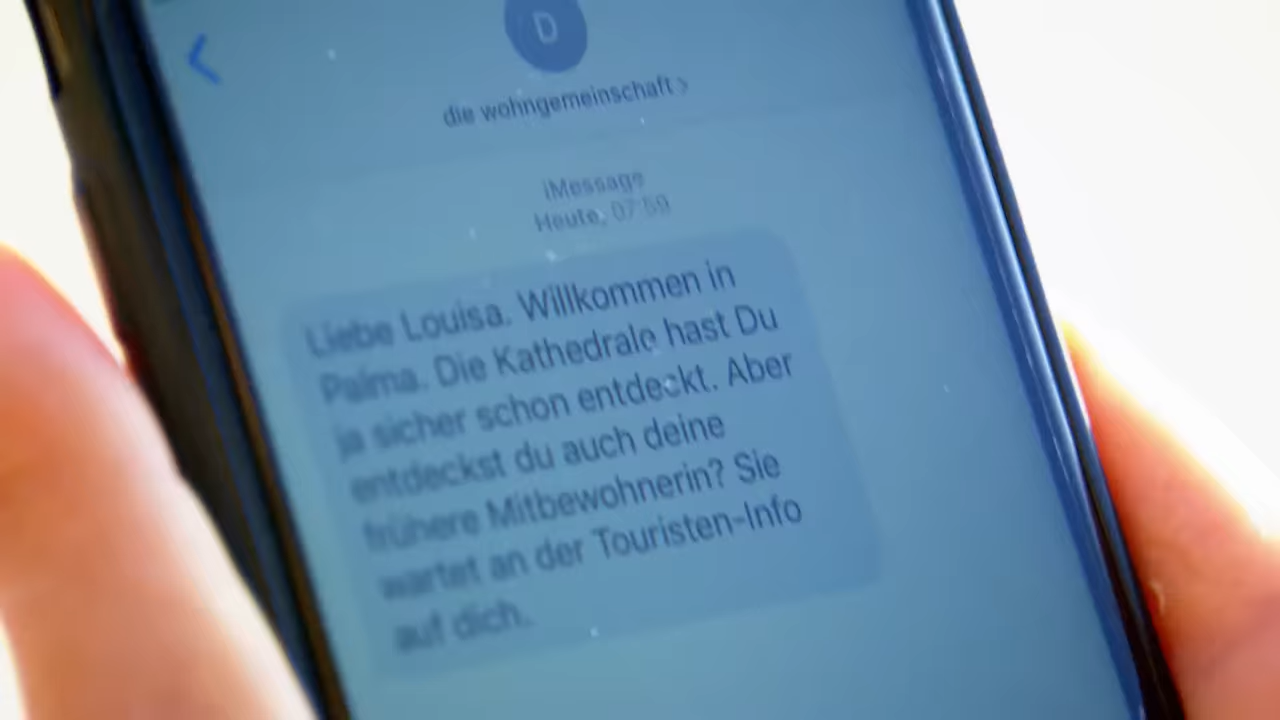 D
die wohngemeinschaft >
iMessage
Heute, 07:59
Liebe Louisa. Willkommen in
Palma. Die Kathedrale hast Du
ja sicher schon entdeckt. Aber
entdeckst du auch deine
frühere Mitbewohnerin? Sie
wartet an der Touristen-Info
auf dich.